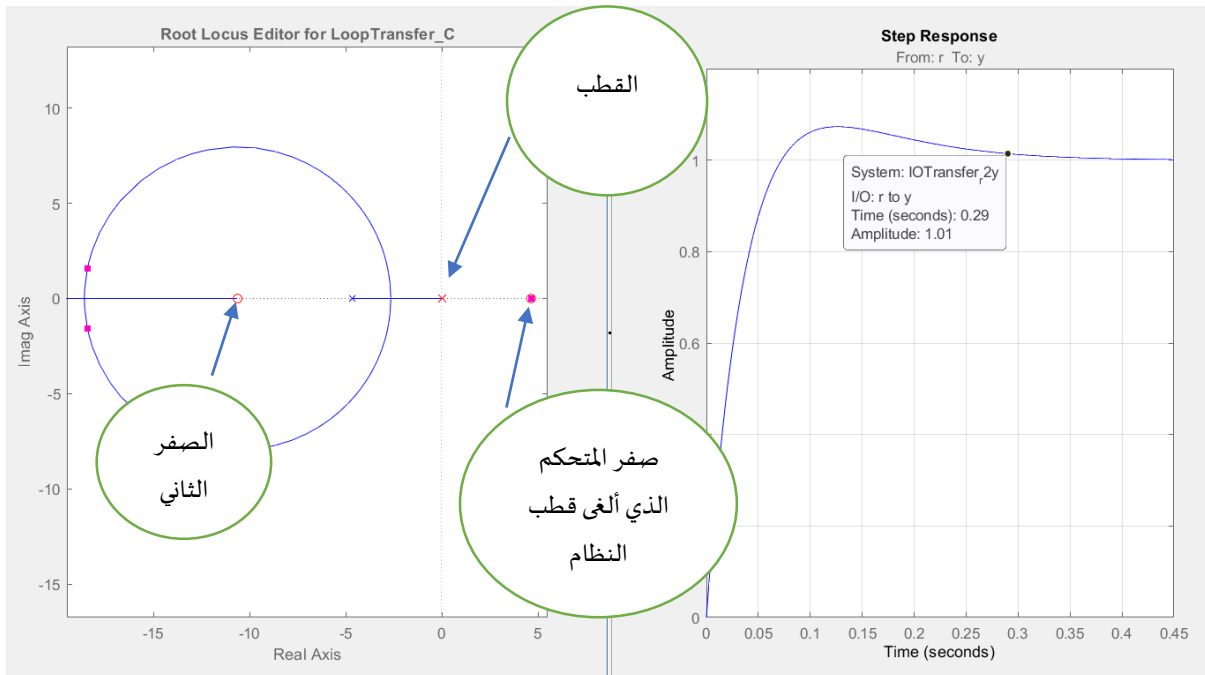 Root Locus Editor for LoopTransfer_C
القطب
Imag Axis
10
5
0
-5
-10
-15
-15
-10
-5
0
5
Real Axis
الصفر
الثاني
صفر المتحكم
الذي ألغى قطب
النظام
Step Response
From: r To: y
Amplitude
1
0.8
0.6
0
System: IOTransfer_r2y
I/O: r to y
Time (seconds): 0.29
Amplitude: 1.01
0
0.05
0.1
0.15
0.2
0.25
0.3
0.35
0.4
0.45
Time (seconds)